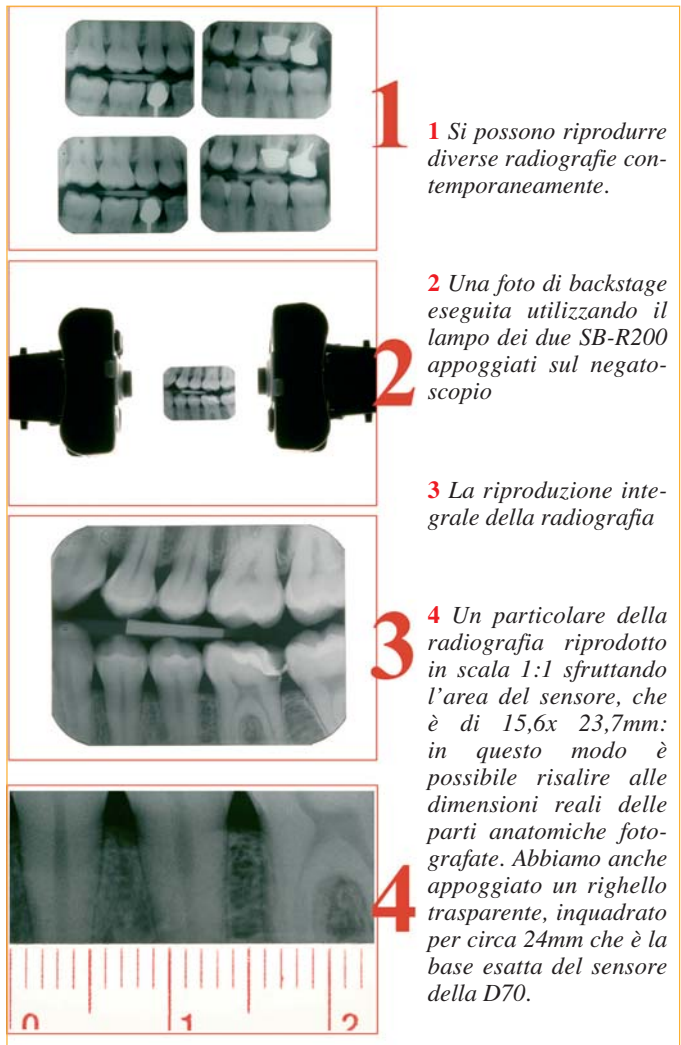 1
1 Si possono riprodurre
diverse radiografie con-
temporaneamente.
2
2 Una foto di backstage
eseguita utilizzando il
lampo dei due SB-R200
appoggiati sul negato-
scopio
3
3 La riproduzione inte-
grale della radiografia
4
4 Un particolare della
radiografia riprodotto
in scala 1:1 sfruttando
l’area del sensore, che
è di 15,6x 23,7mm:
in questo modo è
possibile risalire alle
dimensioni reali delle
parti anatomiche foto-
grafate. Abbiamo anche
appoggiato un righello
trasparente, inquadrato
per circa 24mm che è la
base esatta del sensore
della D70.
0 1 2